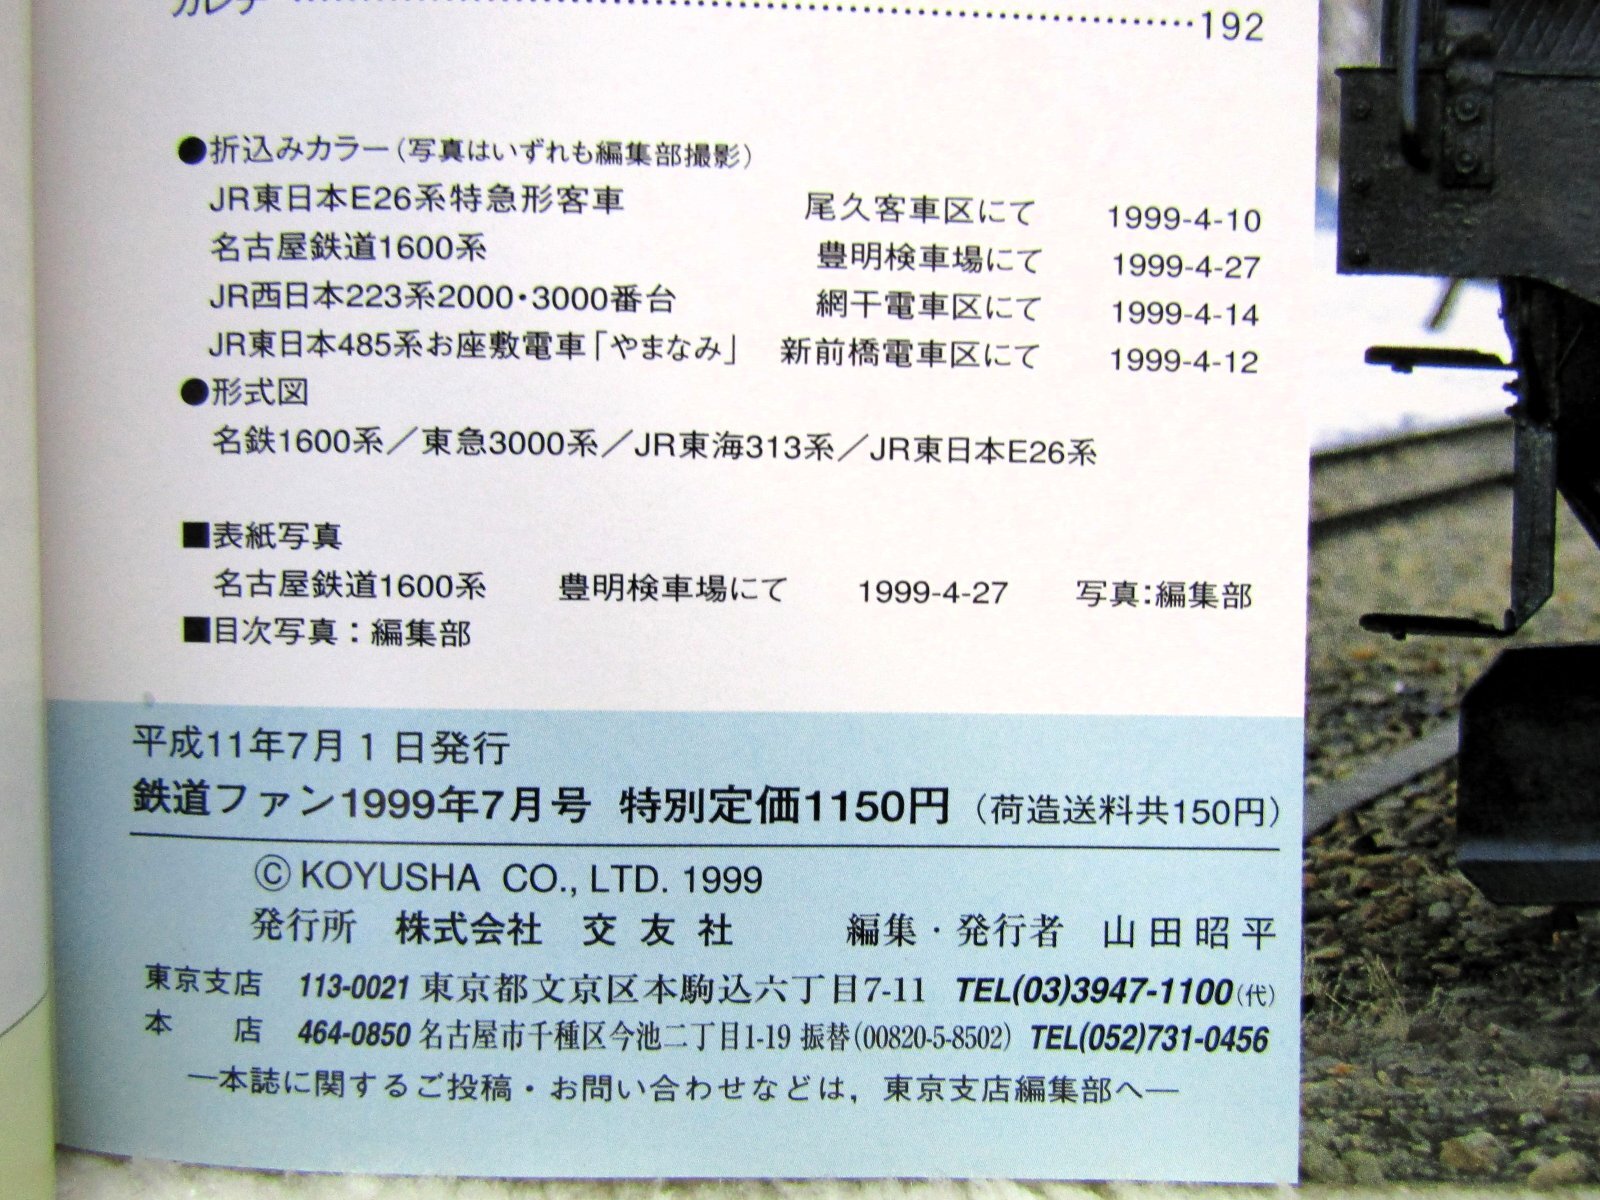 カレチ 192
●折込みカラー(写真はいずれも編集部撮影)
JR東日本E26系特急形客車 尾久客車区にて 1999-4-10
名古屋鉄道1600系 豊明検車場にて 1999-4-27
JR西日本223系2000・3000番台 網干電車区にて 1999-4-14
JR東日本485系お座敷電車「やまなみ」 新前橋電車区にて 1999-4-12
●形式図
名鉄1600系／東急3000系／JR東海313系／JR東日本E26系
■表紙写真
名古屋鉄道1600系 豊明検車場にて 1999-4-27 写真:編集部
■目次写真：編集部
平成11年7月1日発行
鉄道ファン1999年7月号 特別定価1150円 (荷造送料共150円)
© KOYUSHA CO., LTD. 1999
発行所 株式会社 交友社 編集・発行者 山田昭平
東京支店 113-0021 東京都文京区本駒込六丁目7-11 TEL(03)3947-1100(代)
本店 464-0850 名古屋市千種区今池二丁目1-19 振替(00820-5-8502) TEL(052)731-0456
―本誌に関するご投稿・お問い合わせなどは，東京支店編集部へ―